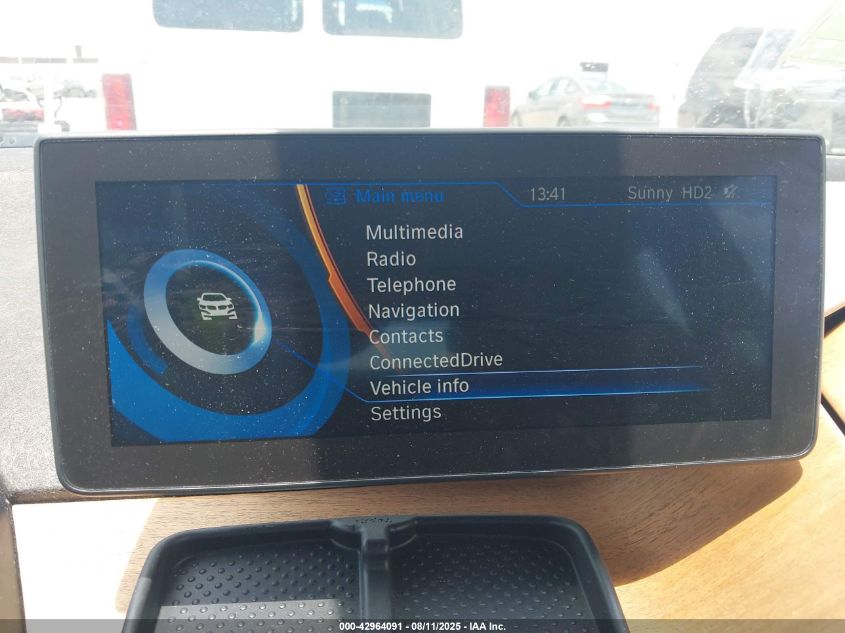 Main menu 13:41 Sunny HD2
Multimedia
Radio
Telephone
Navigation
Contacts
ConnectedDrive
Vehicle info
Settings
000-42964091 - 08/11/2025 - IAA Inc.